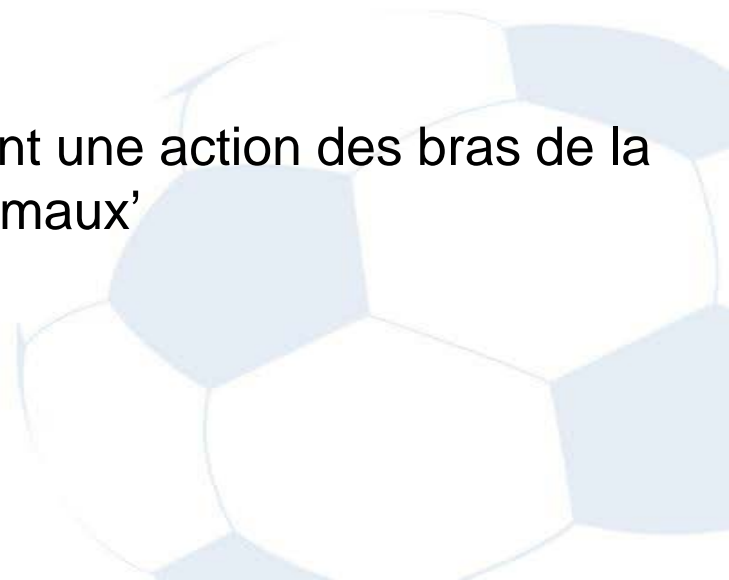 nt une action des bras de la
maux’